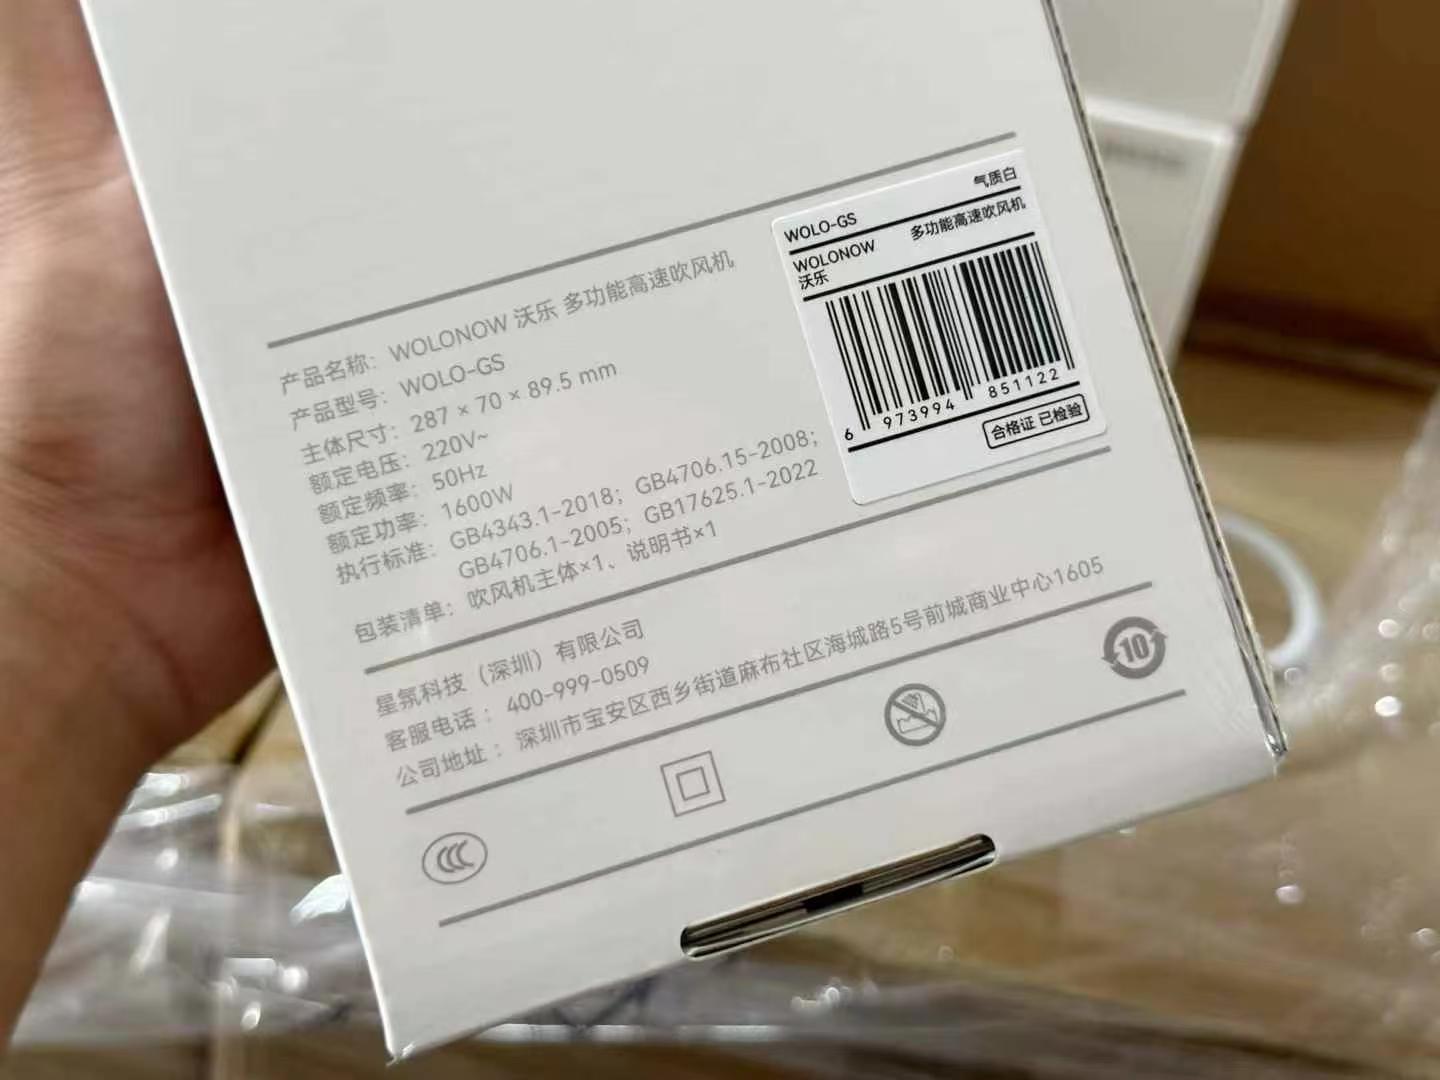 气质白
WOLO-GS
WOLONOW 多功能高速吹风机
沃乐
6 973994 851122
合格证 已检验
产品名称：WOLONOW 沃乐 多功能高速吹风机
产品型号：WOLO-GS
主体尺寸：287 × 70 × 89.5 mm
额定电压：220V~
额定频率：50Hz
额定功率：1600W
执行标准：GB4343.1-2018；GB4706.15-2008；
GB4706.1-2005；GB17625.1-2022
包装清单：吹风机主体×1、说明书×1
星氖科技（深圳）有限公司
客服电话：400-999-0509
公司地址：深圳市宝安区西乡街道麻布社区海城路5号前城商业中心1605
CCC
10